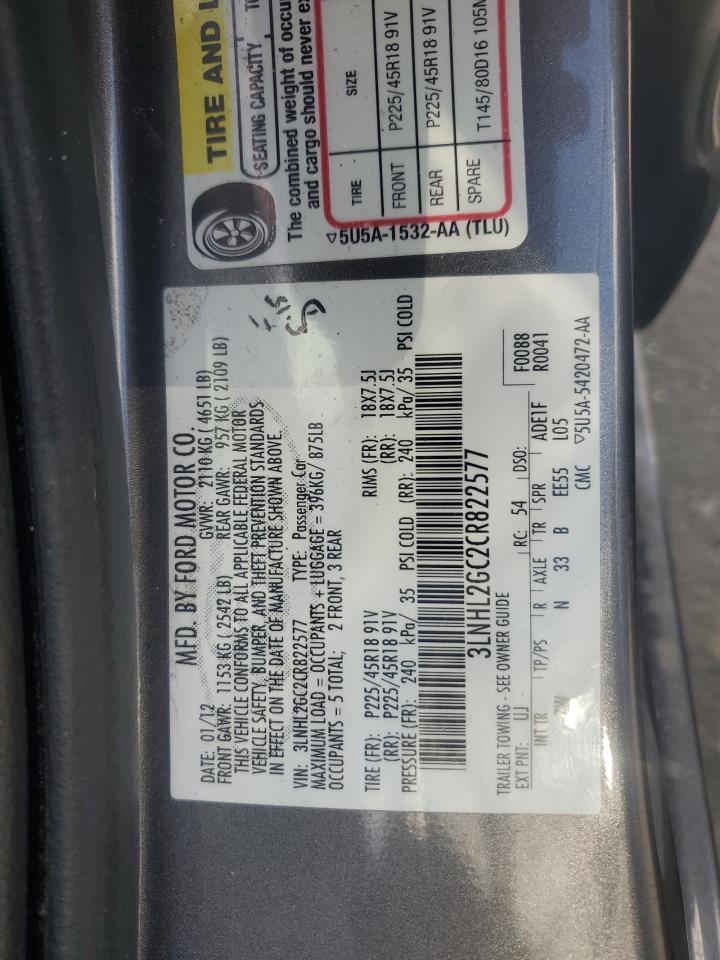 TIRE AND L
SEATING CAPACITY TO
The combined weight of occu
and cargo should never ex
TIRE SIZE
FRONT P225/45R18 91V
REAR P225/45R18 91V
SPARE T145/80D16 105M
▽5U5A-1532-AA (TLU)
MFD. BY FORD MOTOR CO.
DATE: 01/12 GVWR: 2110 KG ( 4651 LB)
FRONT GAWR: 1153 KG ( 2542 LB) REAR GAWR: 957 KG ( 2109 LB)
THIS VEHICLE CONFORMS TO ALL APPLICABLE FEDERAL MOTOR
VEHICLE SAFETY, BUMPER, AND THEFT PREVENTION STANDARDS
IN EFFECT ON THE DATE OF MANUFACTURE SHOWN ABOVE.
VIN: 3LNHL2GC2CR822577 TYPE: Passenger Car
MAXIMUM LOAD = OCCUPANTS + LUGGAGE = 396KG/ 875LB
OCCUPANTS = 5 TOTAL; 2 FRONT, 3 REAR
TIRE (FR): P225/45R18 91V RIMS (FR): 18X7.5J
(RR): P225/45R18 91V (RR): 18X7.5J
PRESSURE (FR): 240 kPa/ 35 PSI COLD (RR): 240 kPa/ 35 PSI COLD
3LNHL2GC2CR822577
TRAILER TOWING - SEE OWNER GUIDE
EXT PNT: UJ RC: 54 DSO: F0088
R0041
INT TR TP/PS R AXLE TR SPR ADE1F
N 33 B EE55 L05
CMC ▽5U5A-5420472-AA